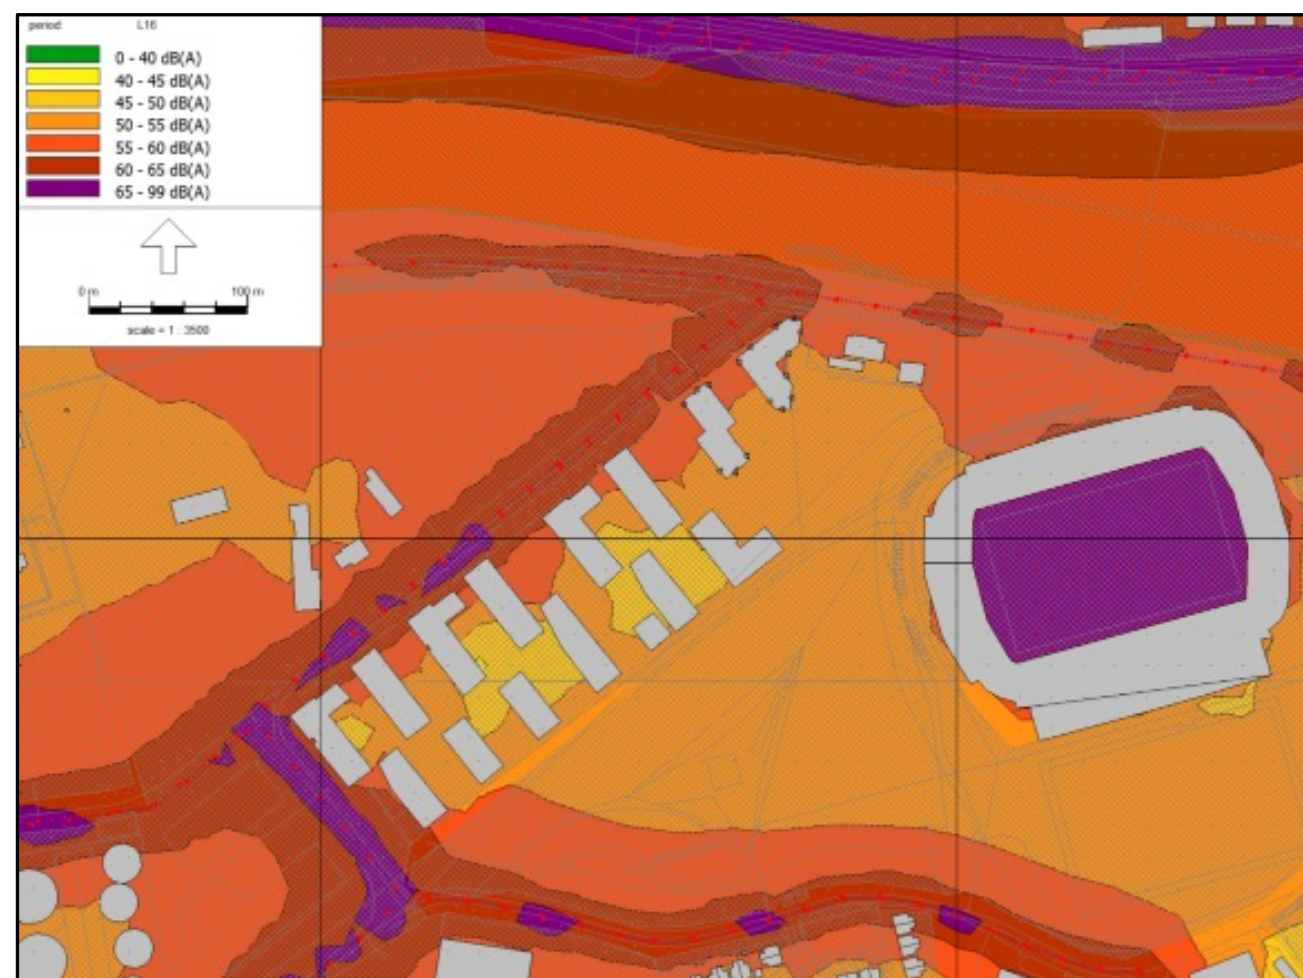 period: L16
0 - 40 dB(A)
40 - 45 dB(A)
45 - 50 dB(A)
50 - 55 dB(A)
55 - 60 dB(A)
60 - 65 dB(A)
65 - 99 dB(A)
0 m 100 m
scale = 1 : 3500